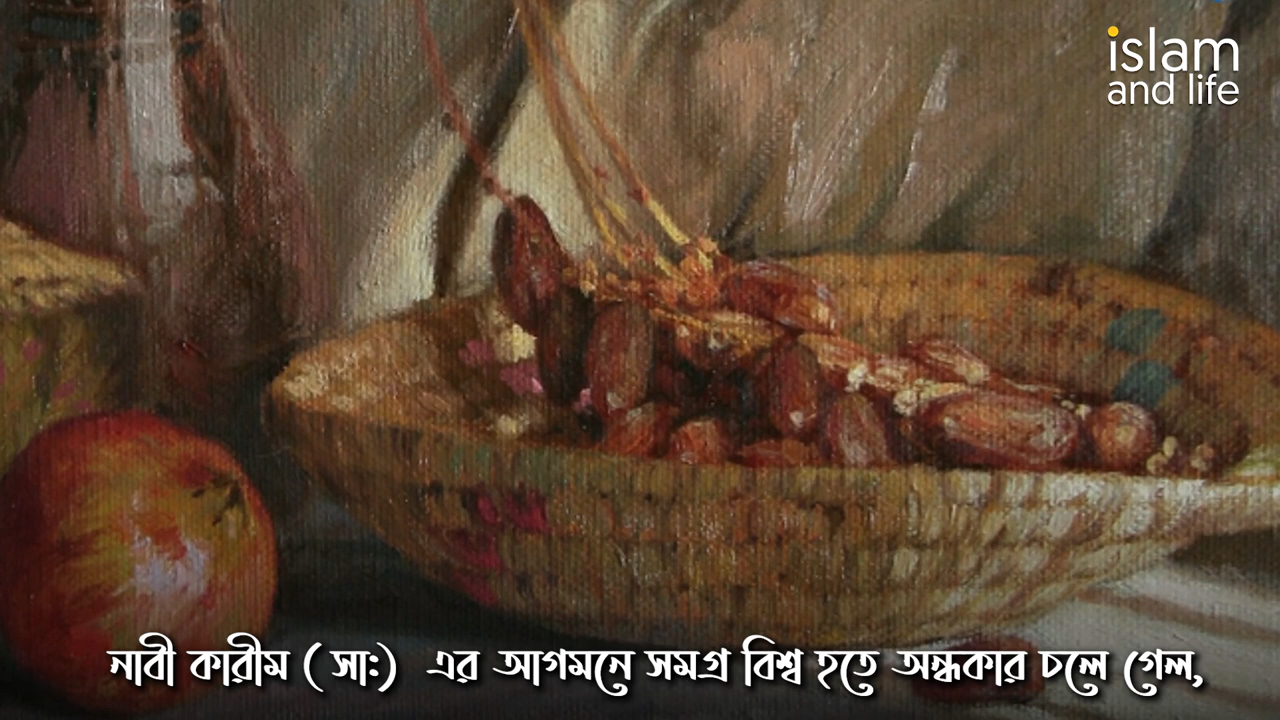 islam
and life
নাবী কারীম ( সা:) এর আগমনে সমগ্র বিশ্ব হতে অন্ধকার চলে গেল,